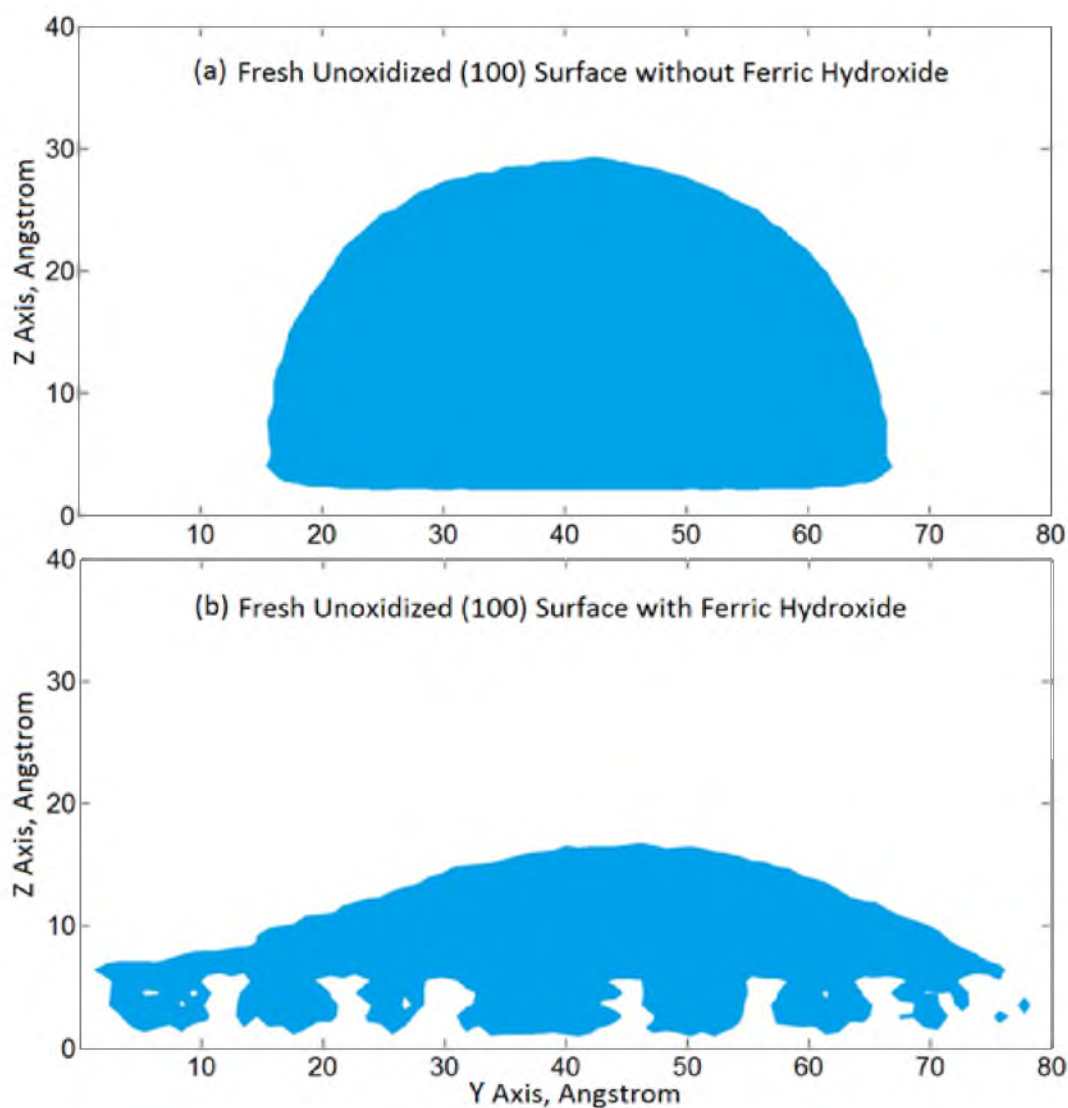 40
(a) Fresh Unoxidized (100) Surface without Ferric Hydroxide
30
Z Axis, Angstrom
20
10
0
10 20 30 40 50 60 70 80
40
(b) Fresh Unoxidized (100) Surface with Ferric Hydroxide
30
Z Axis, Angstrom
20
10
0
10 20 30 40 50 60 70 80
Y Axis, Angstrom